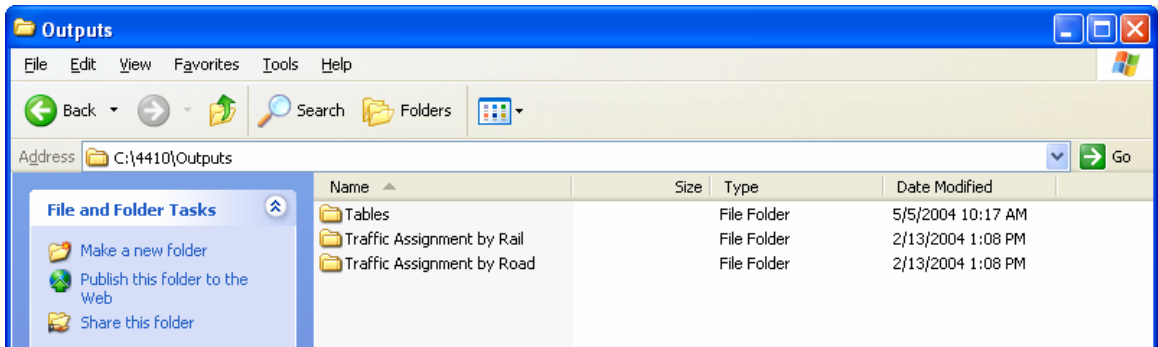 Outputs
File Edit View Favorites Tools Help
Back Search Folders
Address C:\4410\Outputs Go
File and Folder Tasks
Make a new folder
Publish this folder to the
Web
Share this folder
Name Size Type Date Modified
Tables File Folder 5/5/2004 10:17 AM
Traffic Assignment by Rail File Folder 2/13/2004 1:08 PM
Traffic Assignment by Road File Folder 2/13/2004 1:08 PM